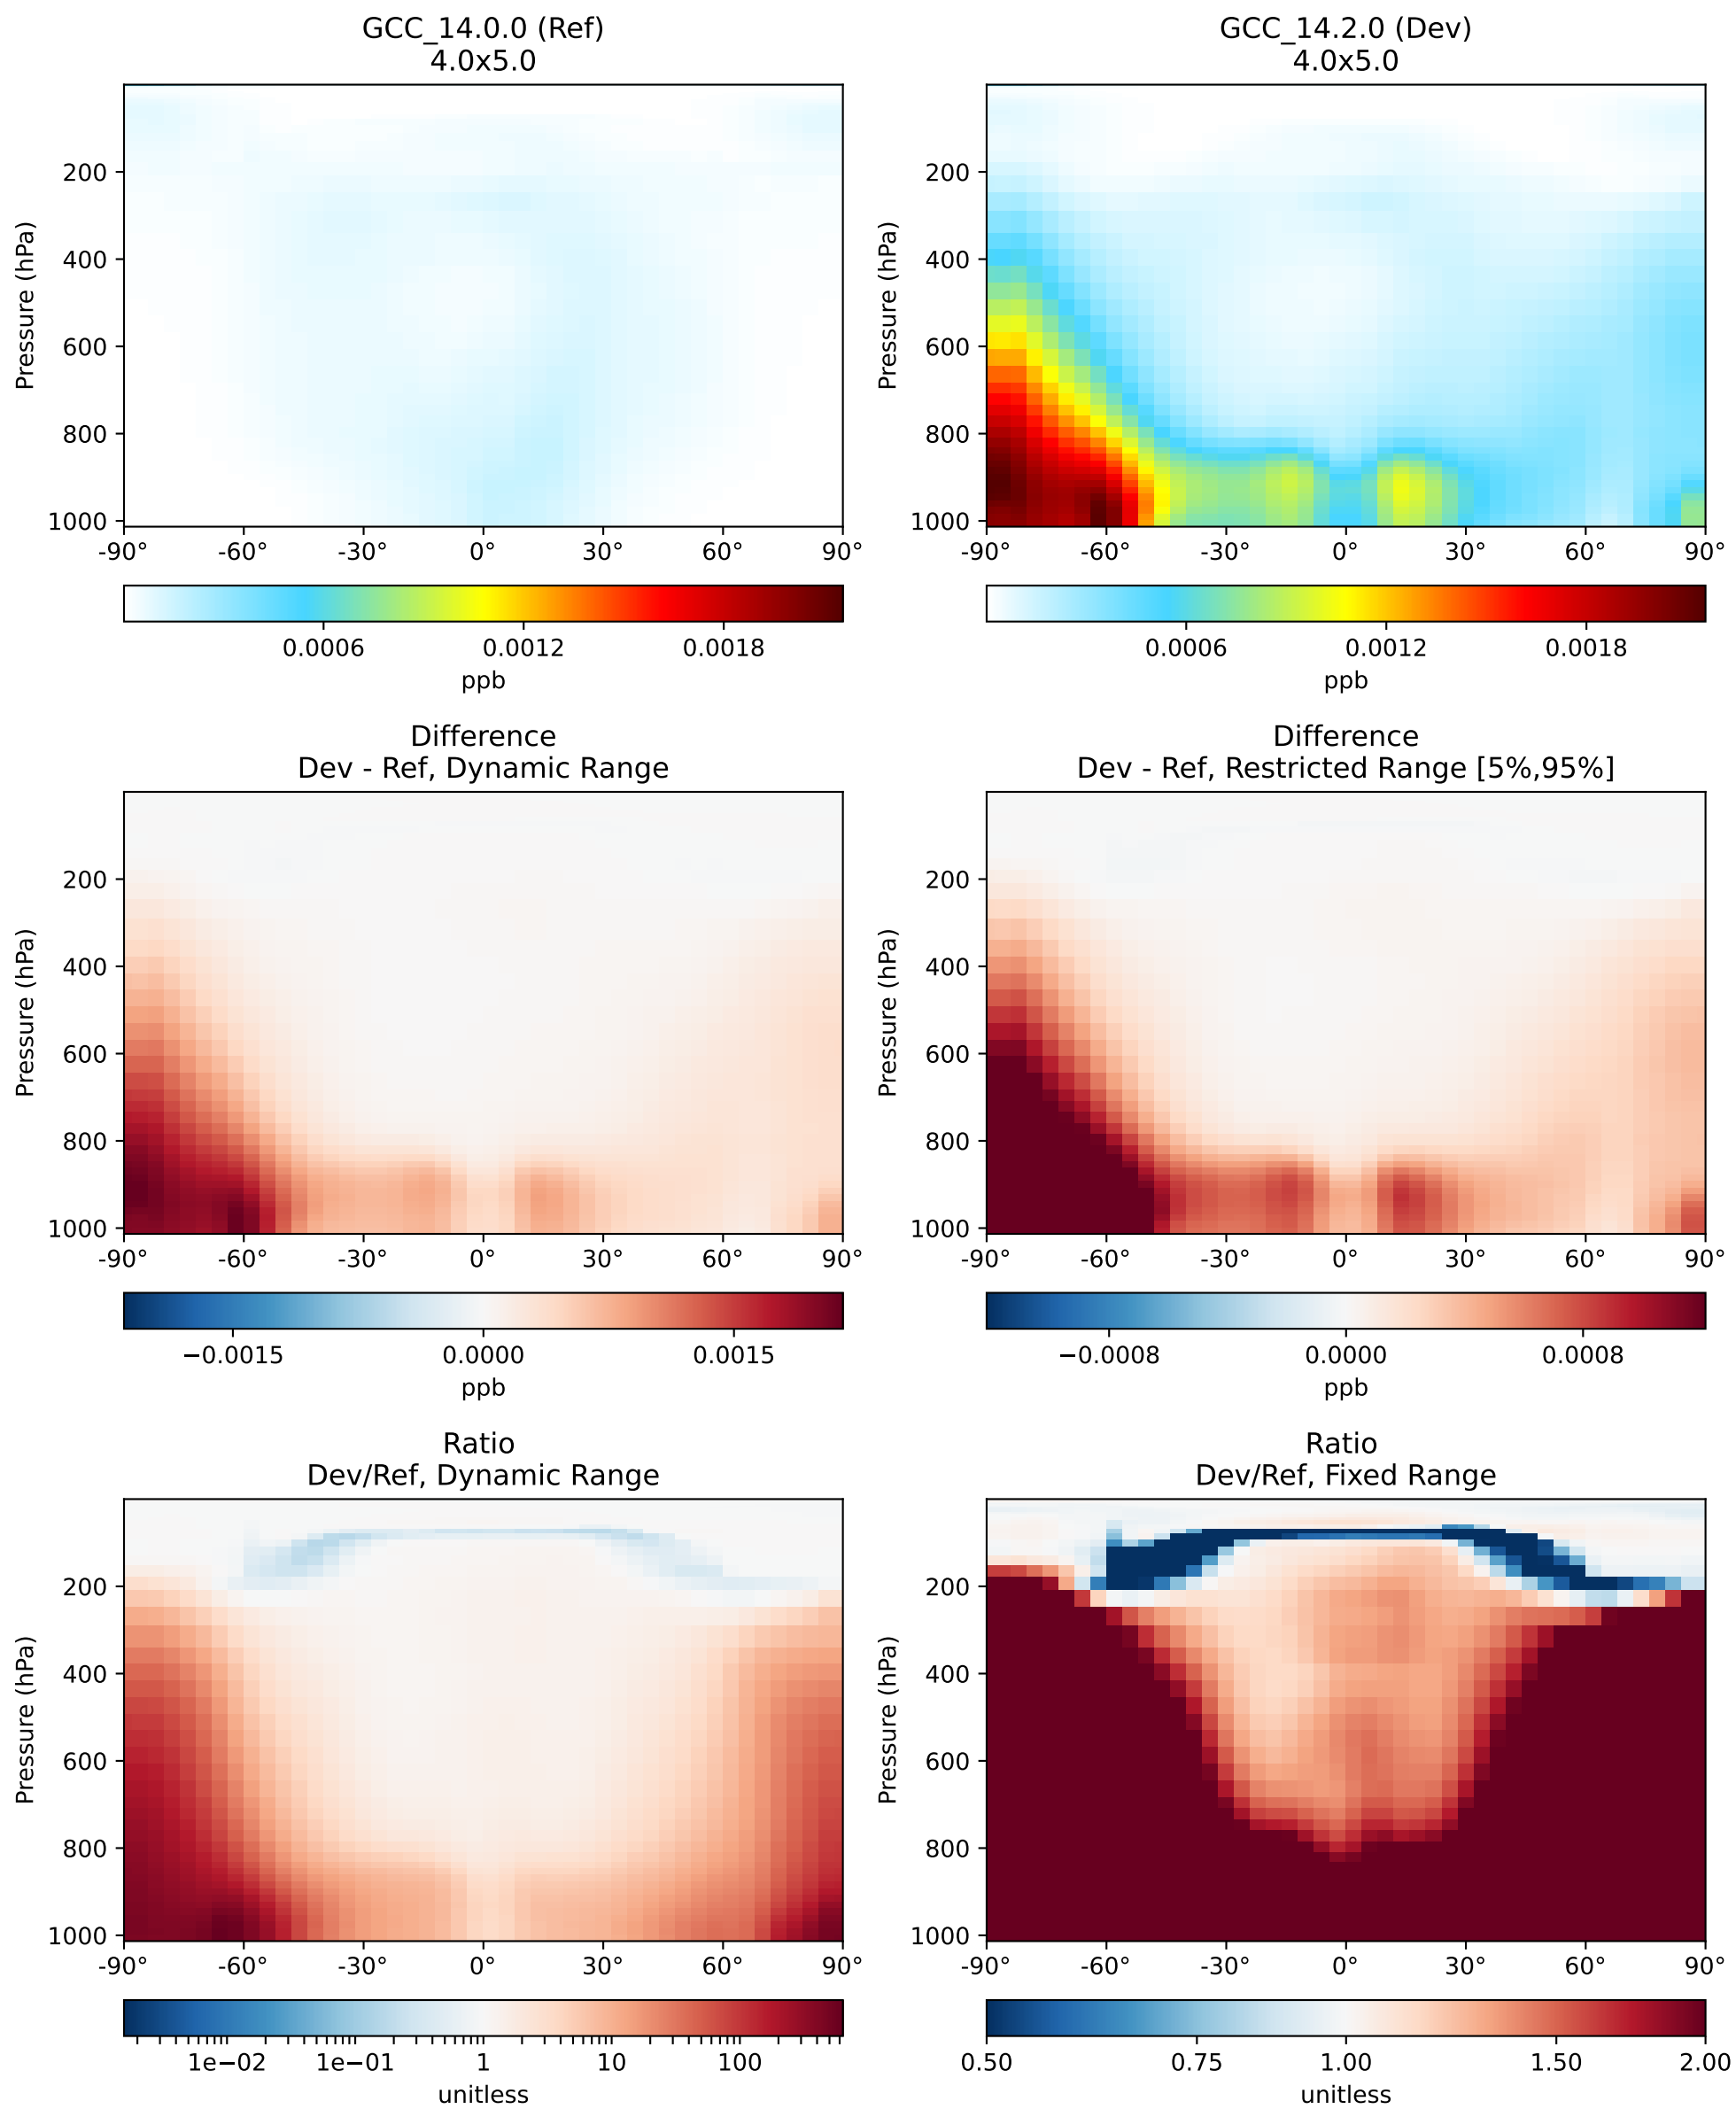 GCC_14.0.0 (Ref)
4.0x5.0
Pressure (hPa)
200
400
600
800
1000
-90° -60° -30° 0° 30° 60° 90°
0.0006 0.0012 0.0018
ppb
GCC_14.2.0 (Dev)
4.0x5.0
Pressure (hPa)
200
400
600
800
1000
-90° -60° -30° 0° 30° 60° 90°
0.0006 0.0012 0.0018
ppb
Difference
Dev - Ref, Dynamic Range
Pressure (hPa)
200
400
600
800
1000
-90° -60° -30° 0° 30° 60° 90°
−0.0015 0.0000 0.0015
ppb
Difference
Dev - Ref, Restricted Range [5%,95%]
Pressure (hPa)
200
400
600
800
1000
-90° -60° -30° 0° 30° 60° 90°
−0.0008 0.0000 0.0008
ppb
Ratio
Dev/Ref, Dynamic Range
Pressure (hPa)
200
400
600
800
1000
-90° -60° -30° 0° 30° 60° 90°
1e−02 1e−01 1 10 100
unitless
Ratio
Dev/Ref, Fixed Range
Pressure (hPa)
200
400
600
800
1000
-90° -60° -30° 0° 30° 60° 90°
0.50 0.75 1.00 1.50 2.00
unitless